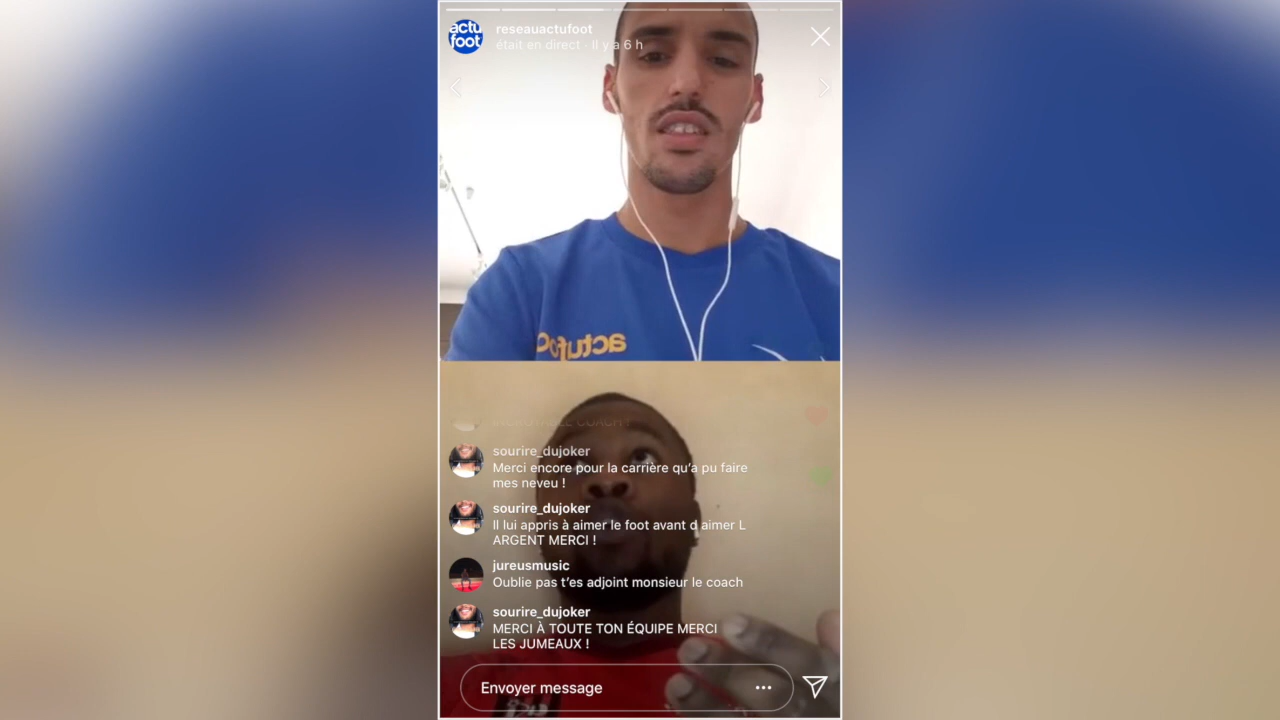 actu
foot
reseauactufoot
était en direct · Il y a 6 h
actufoo
sourire_dujoker
Merci encore pour la carrière qu'a pu faire
mes neveu !
sourire_dujoker
Il lui appris à aimer le foot avant d aimer L
ARGENT MERCI !
jureusmusic
Oublie pas t'es adjoint monsieur le coach
sourire_dujoker
MERCI À TOUTE TON ÉQUIPE MERCI
LES JUMEAUX !
Envoyer message